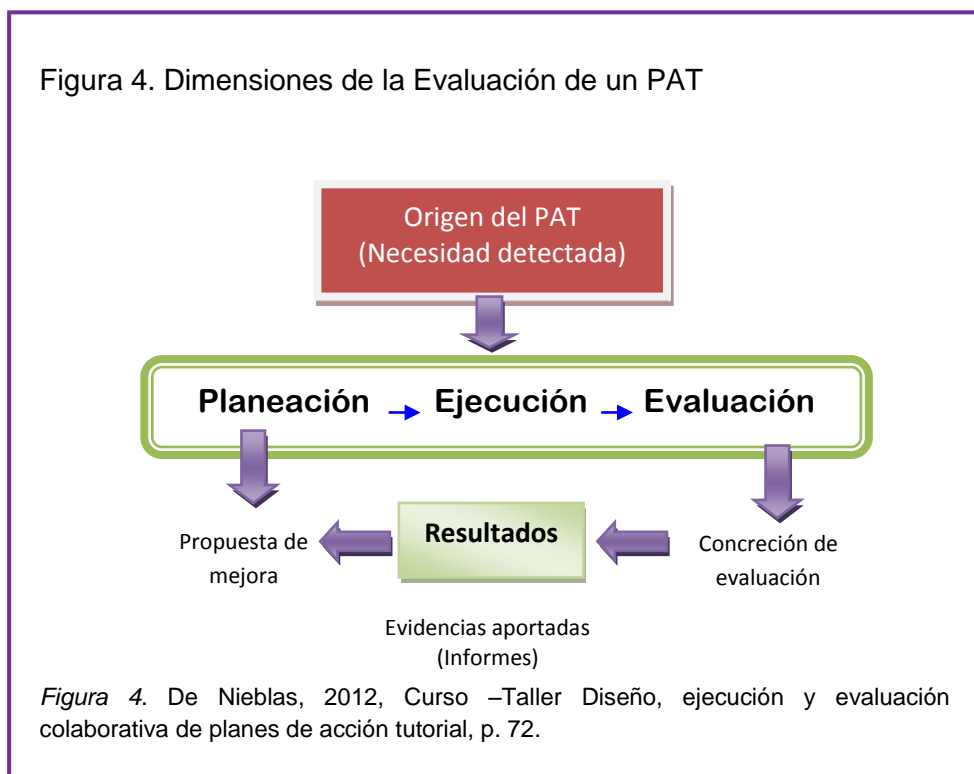 Figura 4. Dimensiones de la Evaluación de un PAT
Origen del PAT
(Necesidad detectada)
Planeación Ejecución Evaluación
Propuesta de
mejora
Resultados
Concreción de
evaluación
Evidencias aportadas
(Informes)
Figura 4. De Nieblas, 2012, Curso –Taller Diseño, ejecución y evaluación
colaborativa de planes de acción tutorial, p. 72.